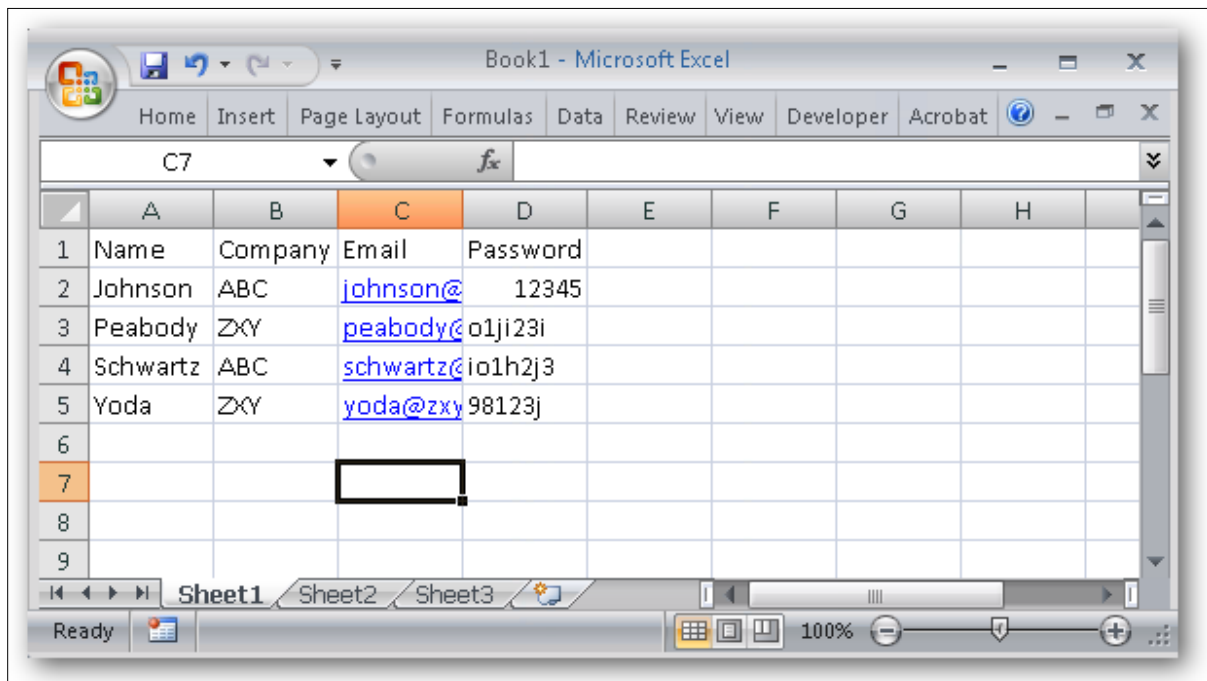 Book1 - Microsoft Excel
Home Insert Page Layout Formulas Data Review View Developer Acrobat
C7 fx
A B C D E F G H
1 Name Company Email Password
2 Johnson ABC johnson@ 12345
3 Peabody ZXY peabody@ o1ji23i
4 Schwartz ABC schwartz@ io1h2j3
5 Yoda ZXY yoda@zxy 98123j
6
7
8
9
Sheet1 Sheet2 Sheet3
Ready 100%